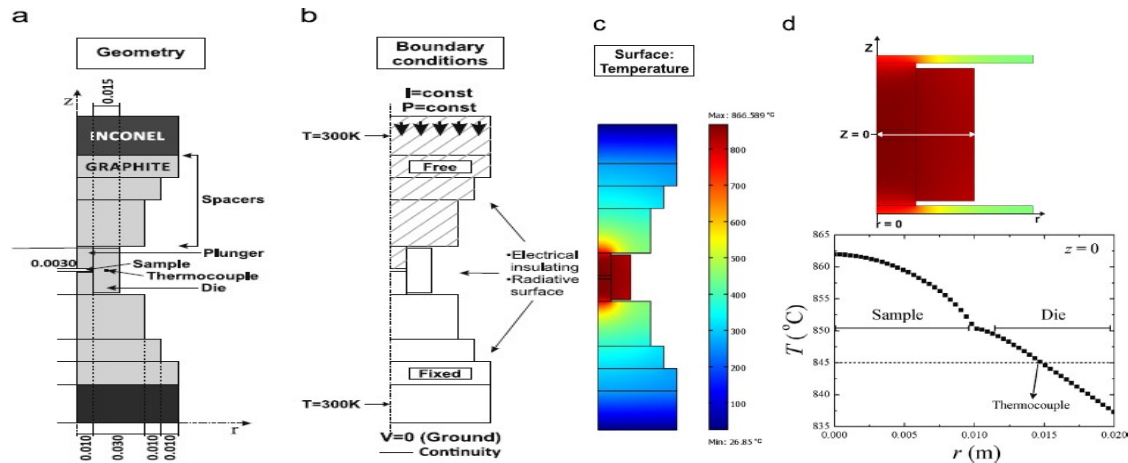 a
Geometry
0.015
z
ENCONEL
GRAPHITE
Spacers
Plunger
0.0030
Sample
Thermocouple
Die
r
0.010
0.030
0.010
0.010
b
Boundary
conditions
I=const
P=const
T=300K
Free
•Electrical
insulating
•Radiative
surface
Fixed
T=300K
V=0 (Ground)
Continuity
c
Surface:
Temperature
Max: 866.589 °C
800
700
600
500
400
300
200
100
Min: 26.85 °C
d
Z
Z = 0
r = 0
r
z = 0
865
860
855
850
845
840
835
T (°C)
Sample
Die
Thermocouple
0.000
0.005
0.010
0.015
0.020
r (m)